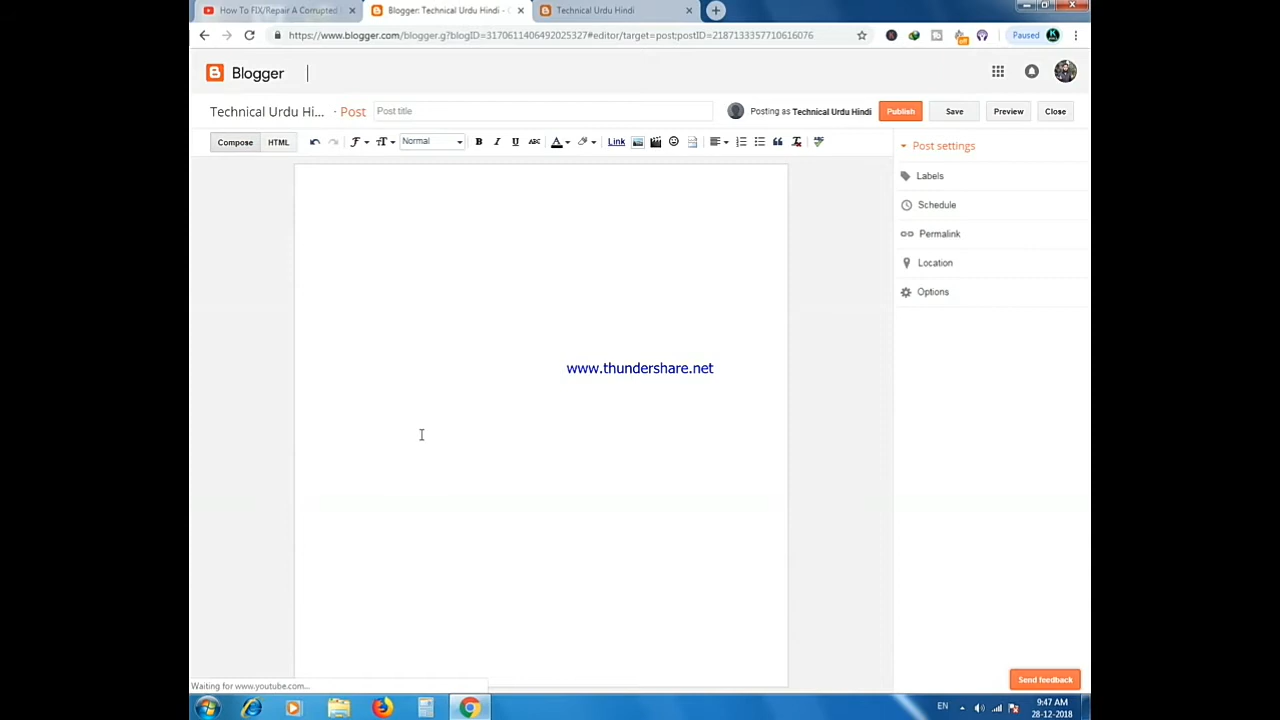 How To FIX/Repair A Corrupted
Blogger: Technical Urdu Hindi -
Technical Urdu Hindi
https://www.blogger.com/blogger.g?blogID=3170611406492025327#editor/target=post;postID=2187133357710616076
Paused
Blogger
Technical Urdu Hi... · Post
Post title
Posting as Technical Urdu Hindi
Publish
Save
Preview
Close
Compose
HTML
Normal
B I U ABC A
Link
Post settings
Labels
Schedule
Permalink
Location
Options
www.thundershare.net
Send feedback
Waiting for www.youtube.com...
EN
9:47 AM
28-12-2018